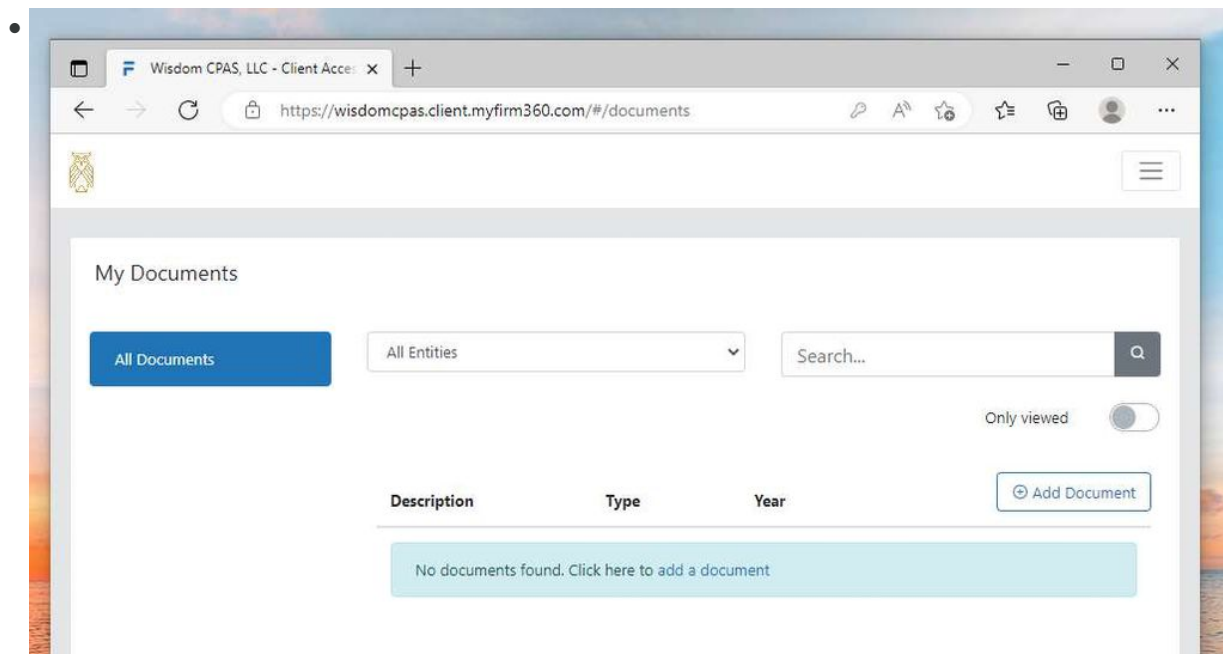 Wisdom CPAS, LLC - Client Acces
https://wisdomcpas.client.myfirm360.com/#/documents
My Documents
All Documents
All Entities
Search...
Only viewed
Description Type Year
Add Document
No documents found. Click here to add a document